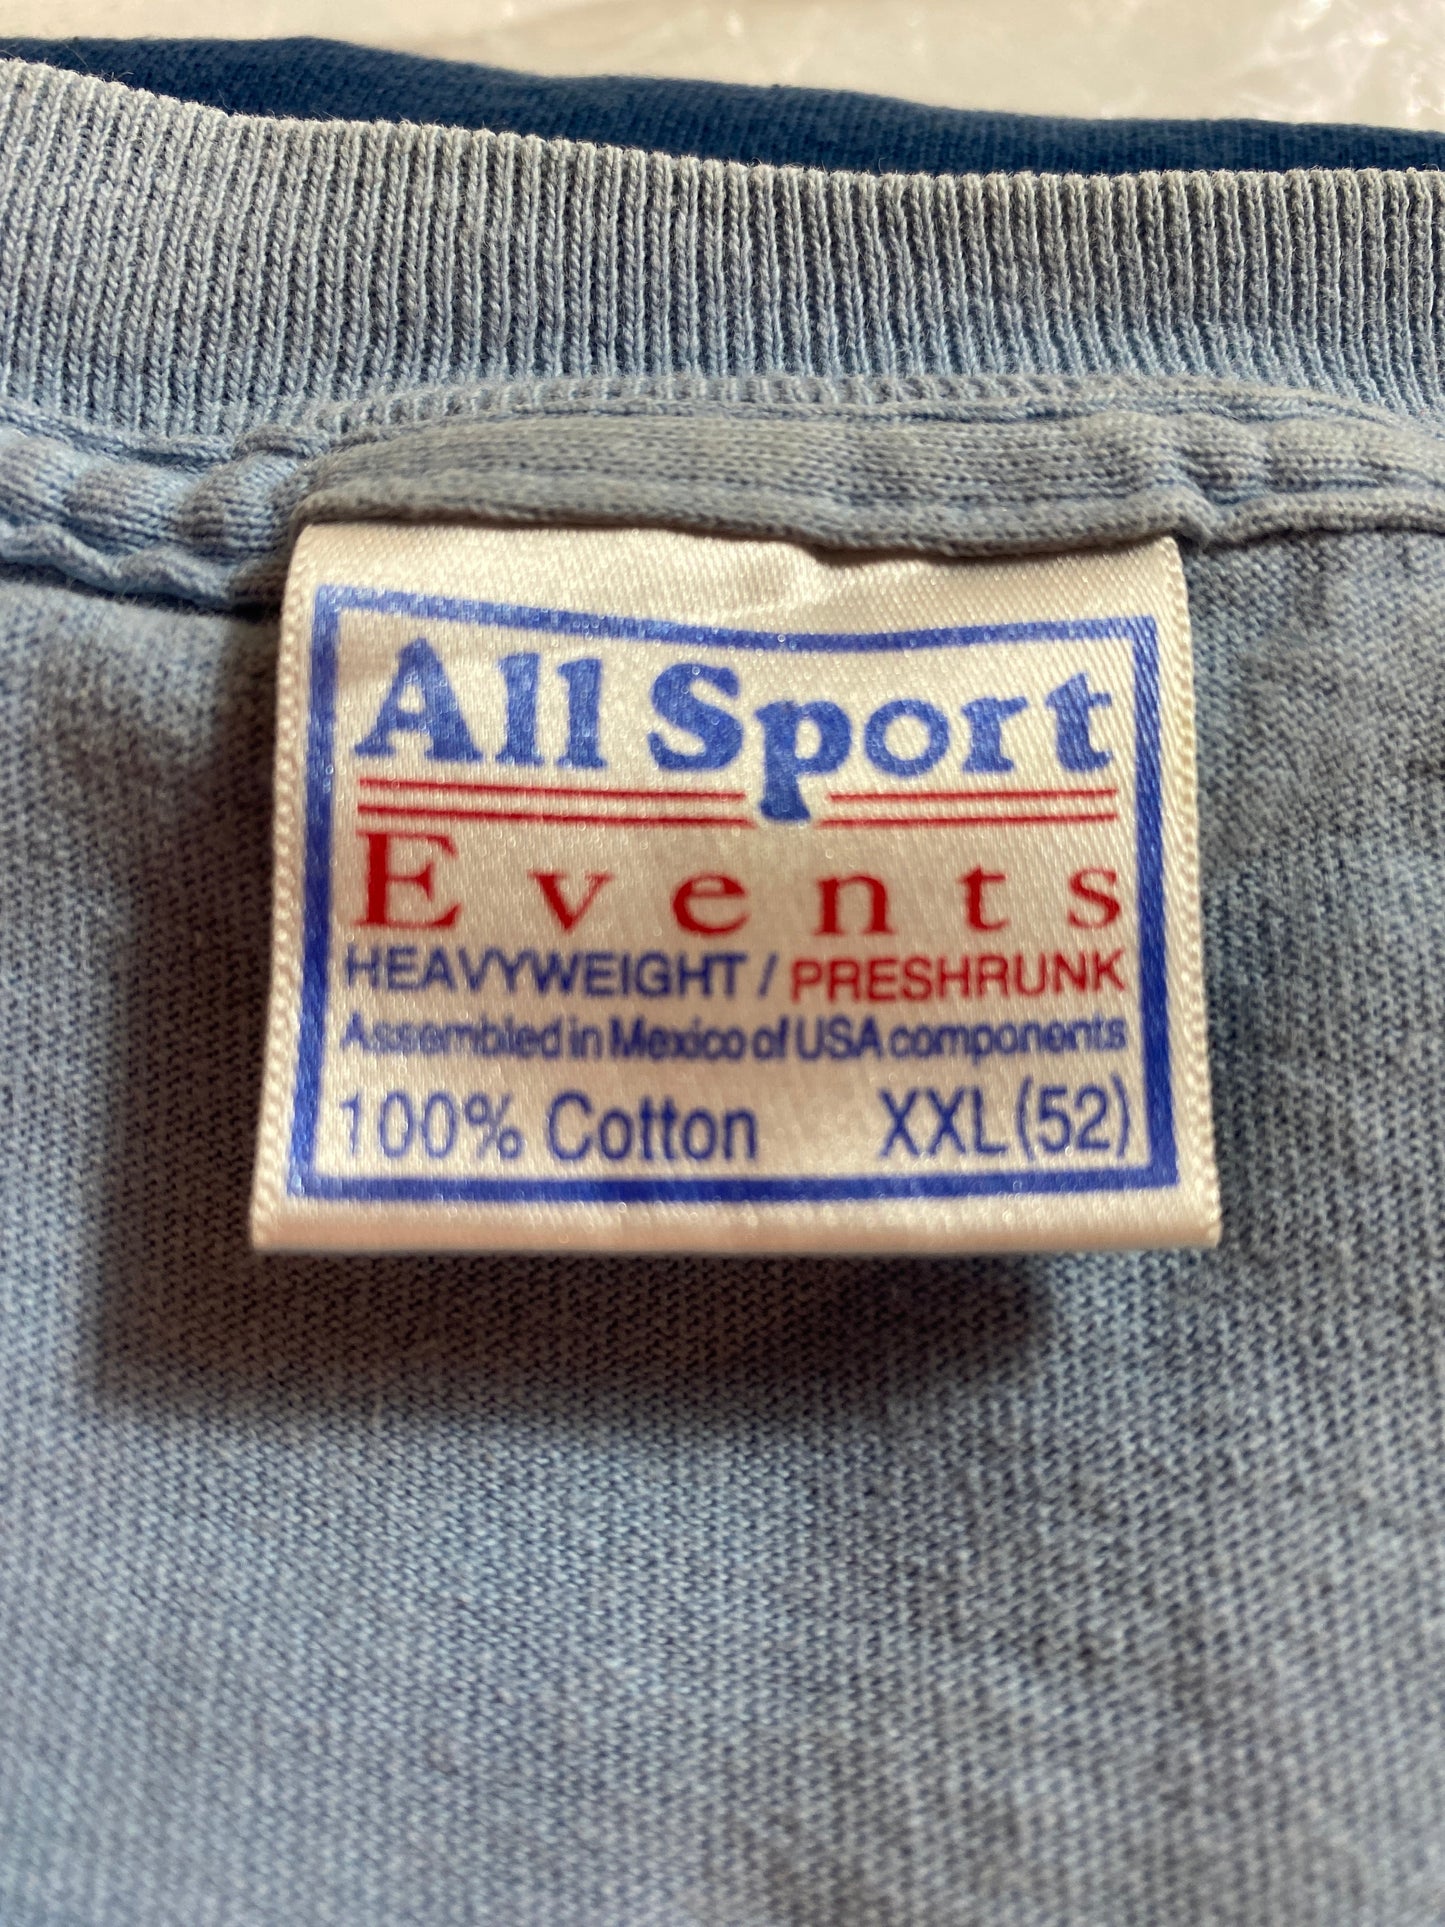 All Sport
Events
HEAVYWEIGHT / PRESHRUNK
Assembled in Mexico of USA components
100% Cotton XXL (52)